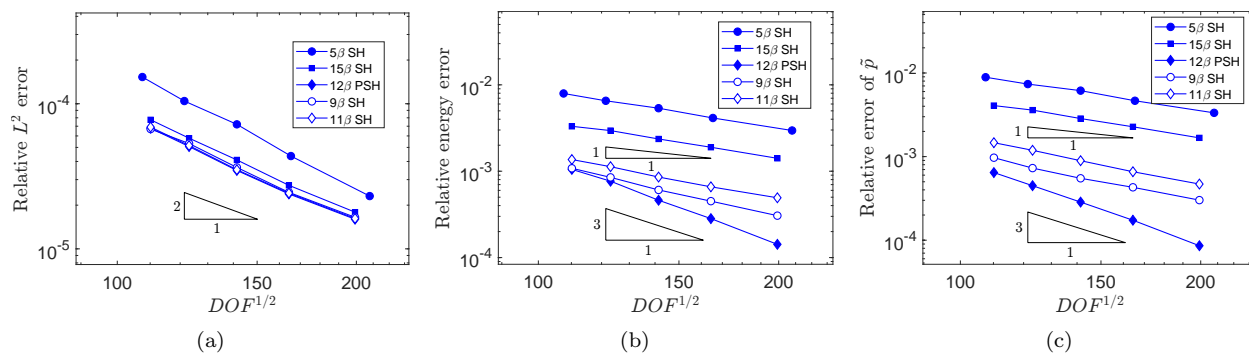 5β SH
15β SH
12β PSH
9β SH
11β SH
Relative L² error
10⁻⁴
10⁻⁵
2
1
100
150
200
DOF^{1/2}
(a)
5β SH
15β SH
12β PSH
9β SH
11β SH
Relative energy error
10⁻²
10⁻³
10⁻⁴
1
1
3
1
100
150
200
DOF^{1/2}
(b)
5β SH
15β SH
12β PSH
9β SH
11β SH
Relative error of p̃
10⁻²
10⁻³
10⁻⁴
1
1
3
1
100
150
200
DOF^{1/2}
(c)